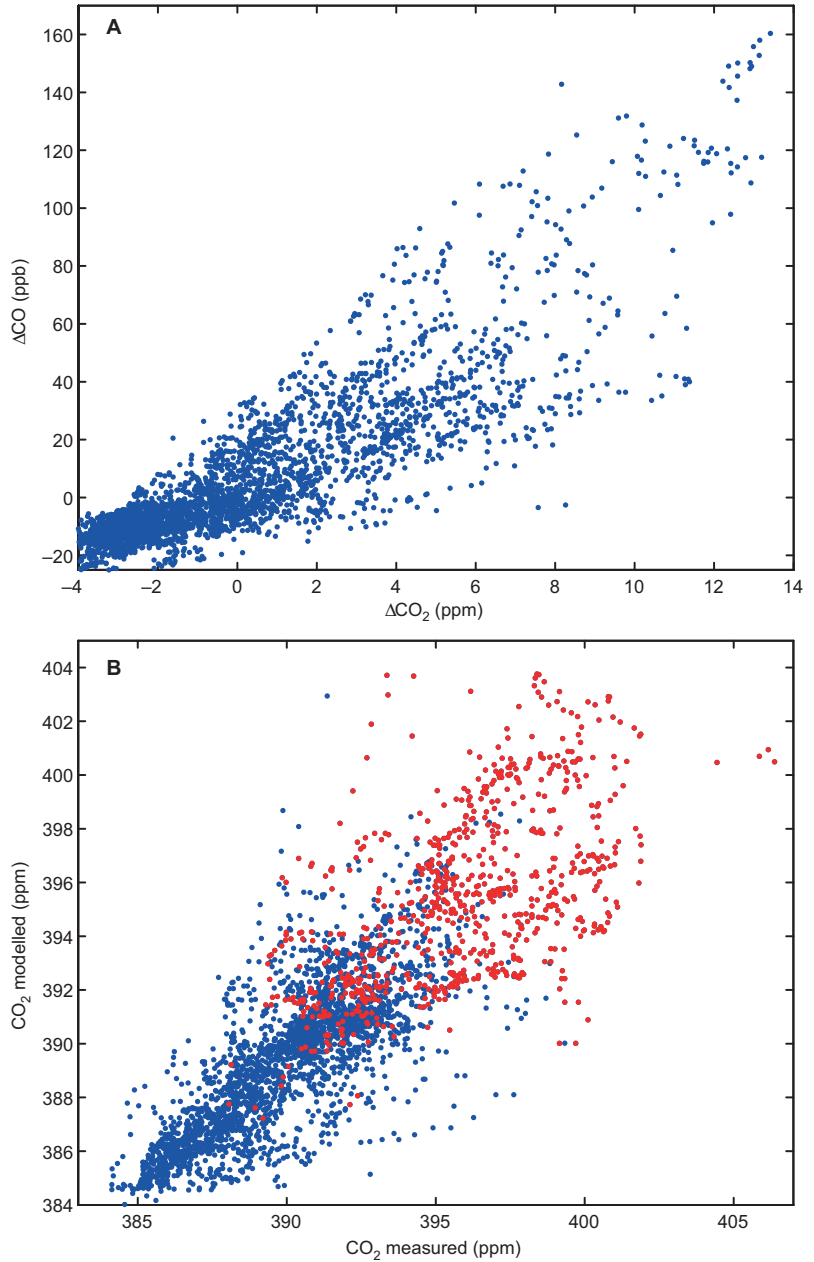 A
160
140
120
100
80
60
40
20
0
–20
ΔCO (ppb)
–4 –2 0 2 4 6 8 10 12 14
ΔCO2 (ppm)
B
404
402
400
398
396
394
392
390
388
386
384
CO2 modelled (ppm)
385 390 395 400 405
CO2 measured (ppm)